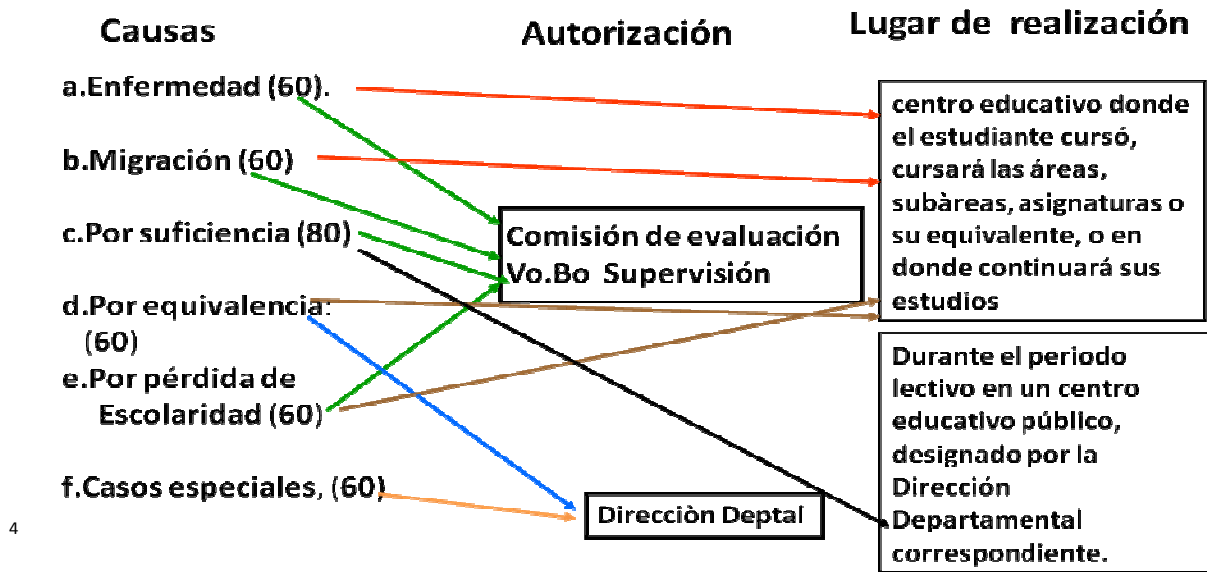 Causas
Autorización
Lugar de realización
a.Enfermedad (60).
b.Migración (60)
c.Por suficiencia (80)
d.Por equivalencia:
(60)
e.Por pérdida de
Escolaridad (60)
f.Casos especiales, (60)
Comisión de evaluación
Vo.Bo Supervisión
Direcciòn Deptal
centro educativo donde
el estudiante cursó,
cursará las áreas,
subàreas, asignaturas o
su equivalente, o en
donde continuará sus
estudios
Durante el periodo
lectivo en un centro
educativo público,
designado por la
Dirección
Departamental
correspondiente.
4